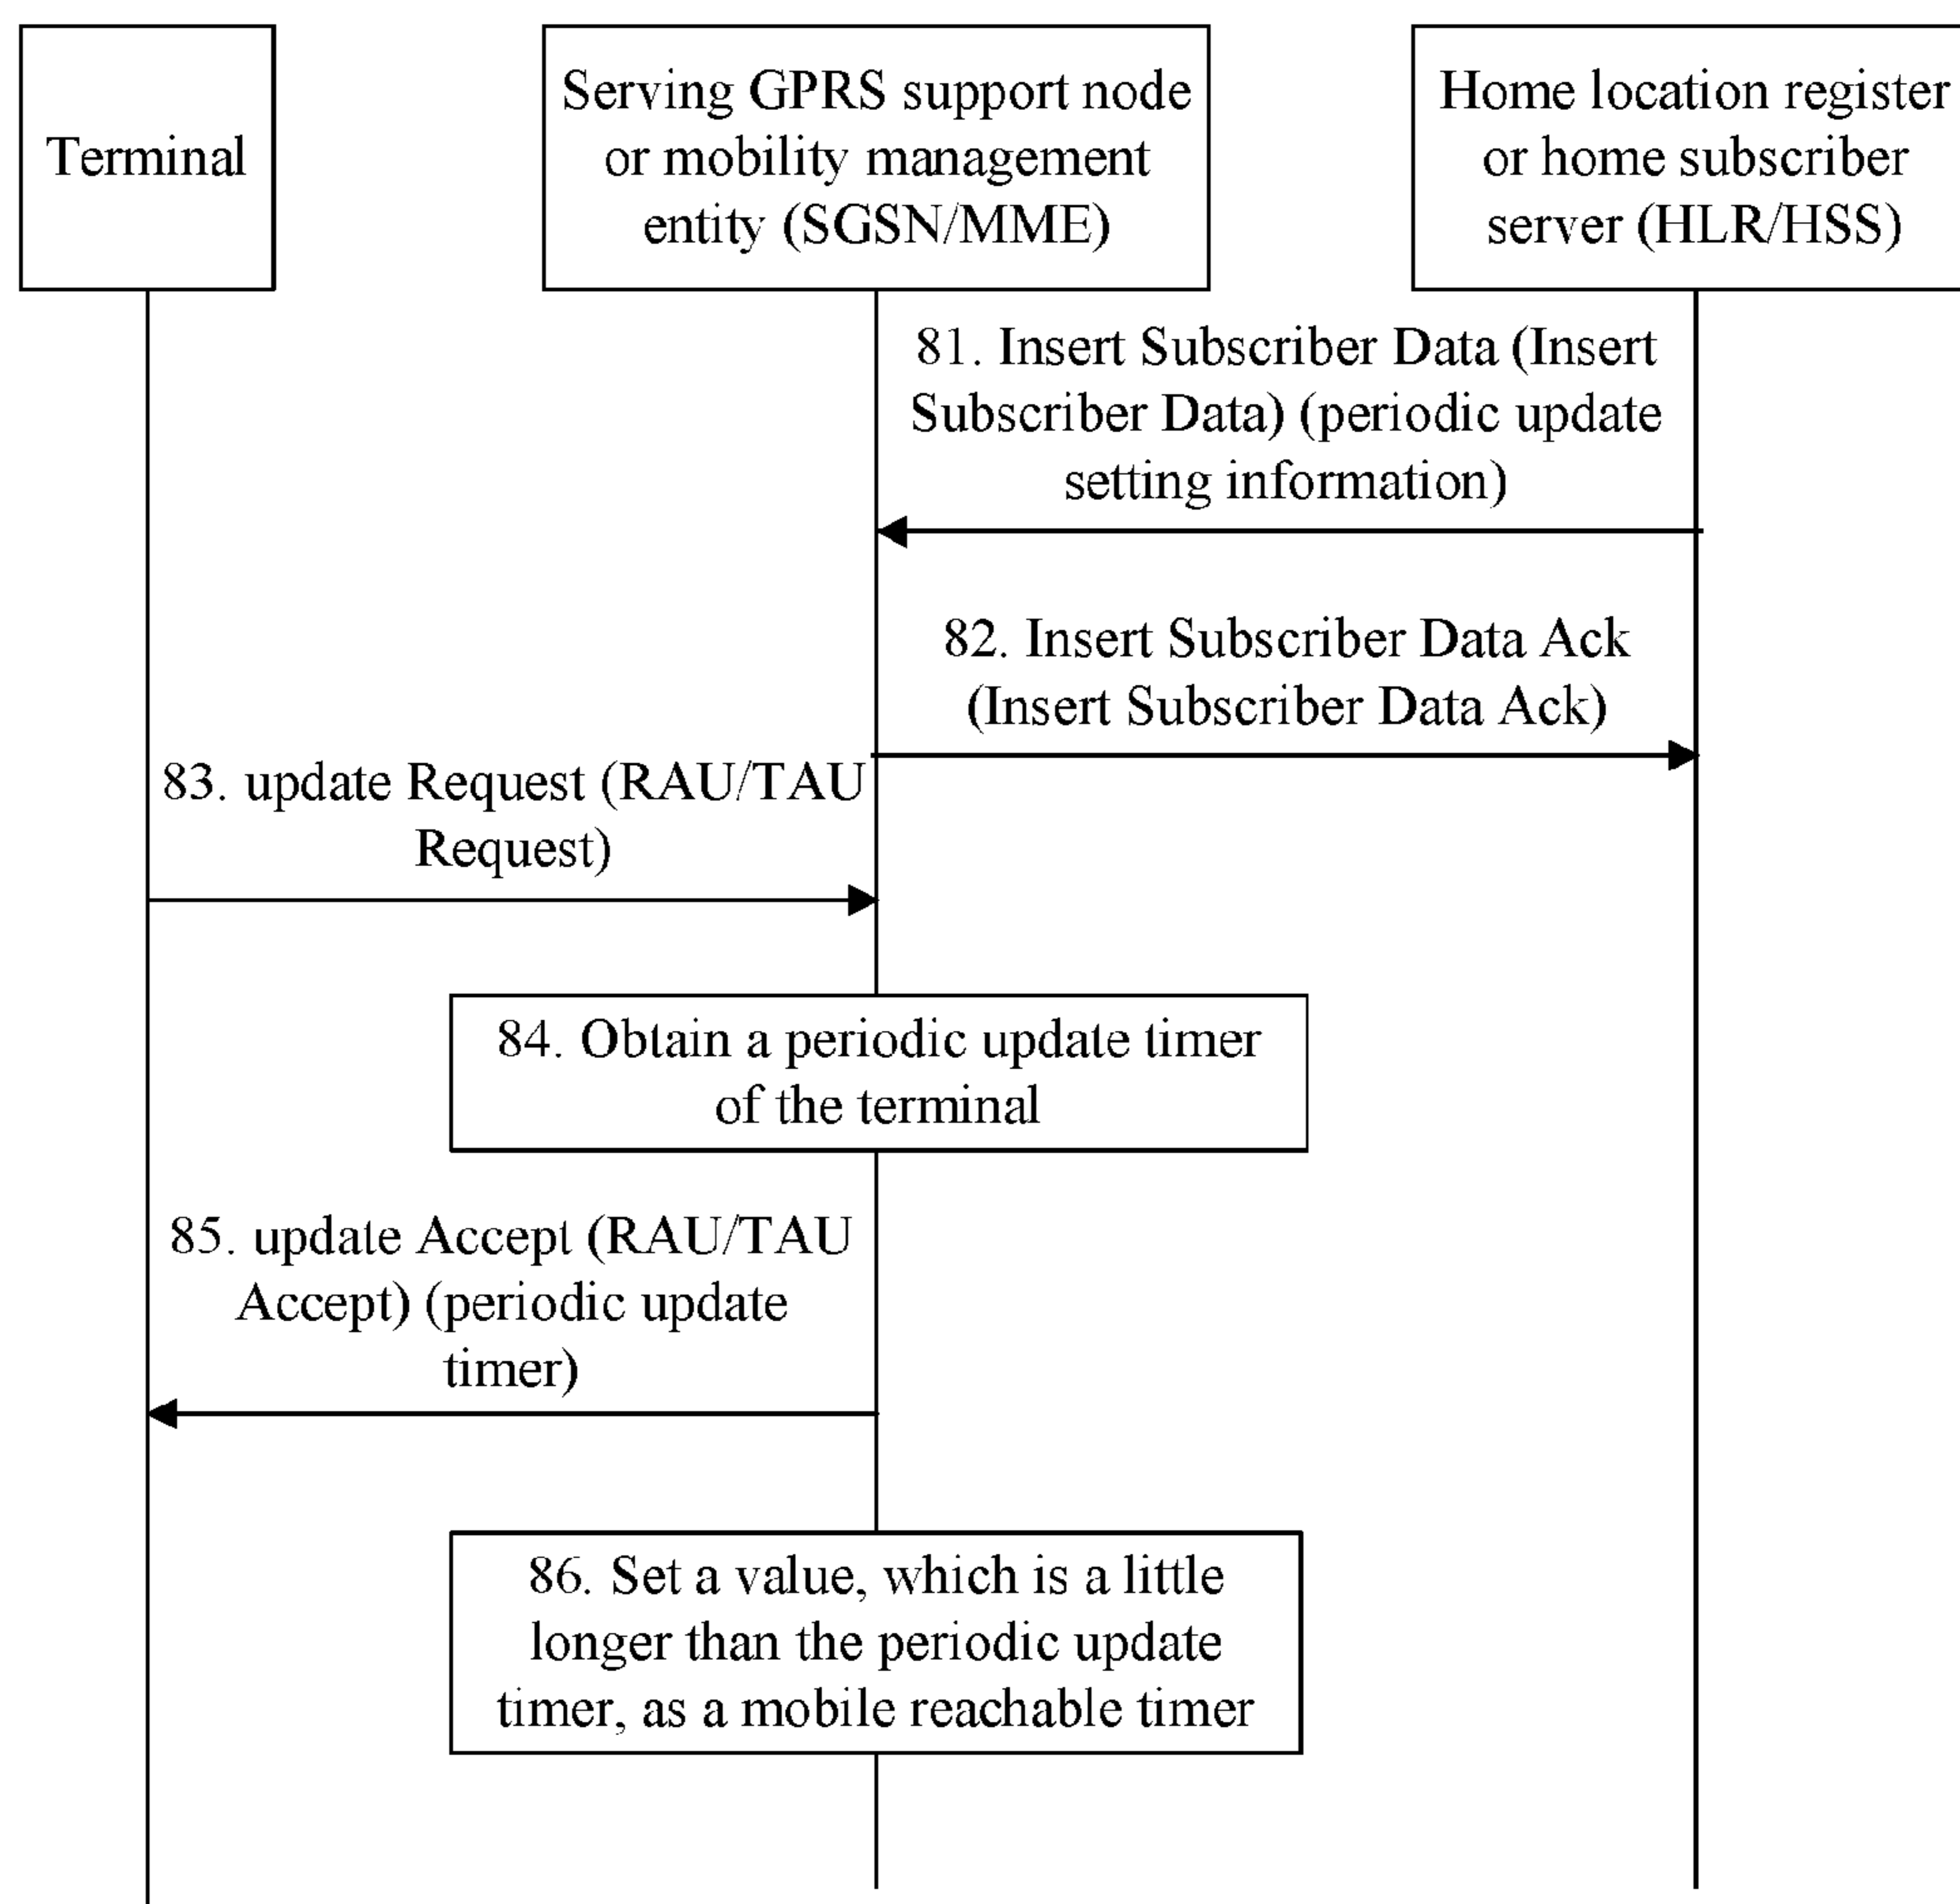 Terminal
Serving GPRS support node
or mobility management
entity (SGSN/MME)
Home location register
or home subscriber
server (HLR/HSS)
81. Insert Subscriber Data (Insert
Subscriber Data) (periodic update
setting information)
82. Insert Subscriber Data Ack
(Insert Subscriber Data Ack)
83. update Request (RAU/TAU
Request)
84. Obtain a periodic update timer
of the terminal
85. update Accept (RAU/TAU
Accept) (periodic update
timer)
86. Set a value, which is a little
longer than the periodic update
timer, as a mobile reachable timer